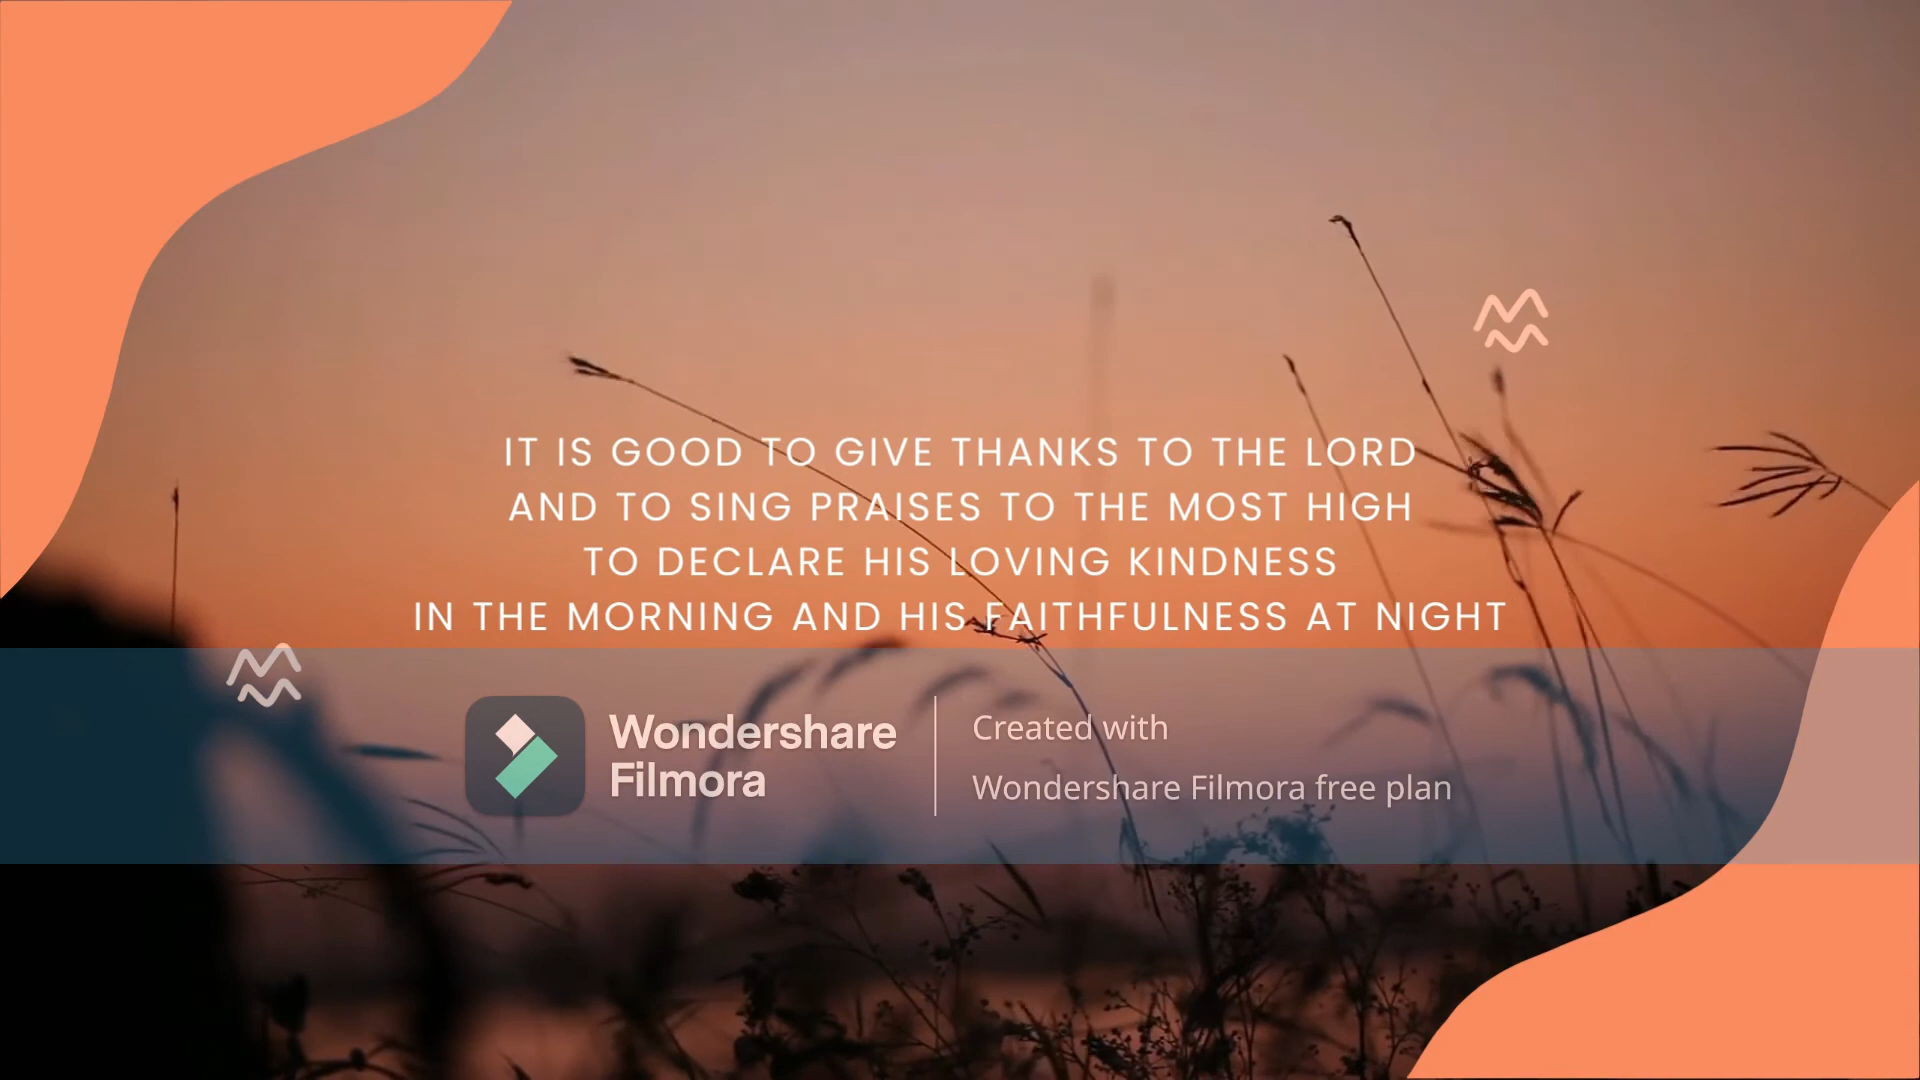 IT IS GOOD TO GIVE THANKS TO THE LORD
AND TO SING PRAISES TO THE MOST HIGH
TO DECLARE HIS LOVING KINDNESS
IN THE MORNING AND HIS FAITHFULNESS AT NIGHT
Wondershare
Filmora
Created with
Wondershare Filmora free plan